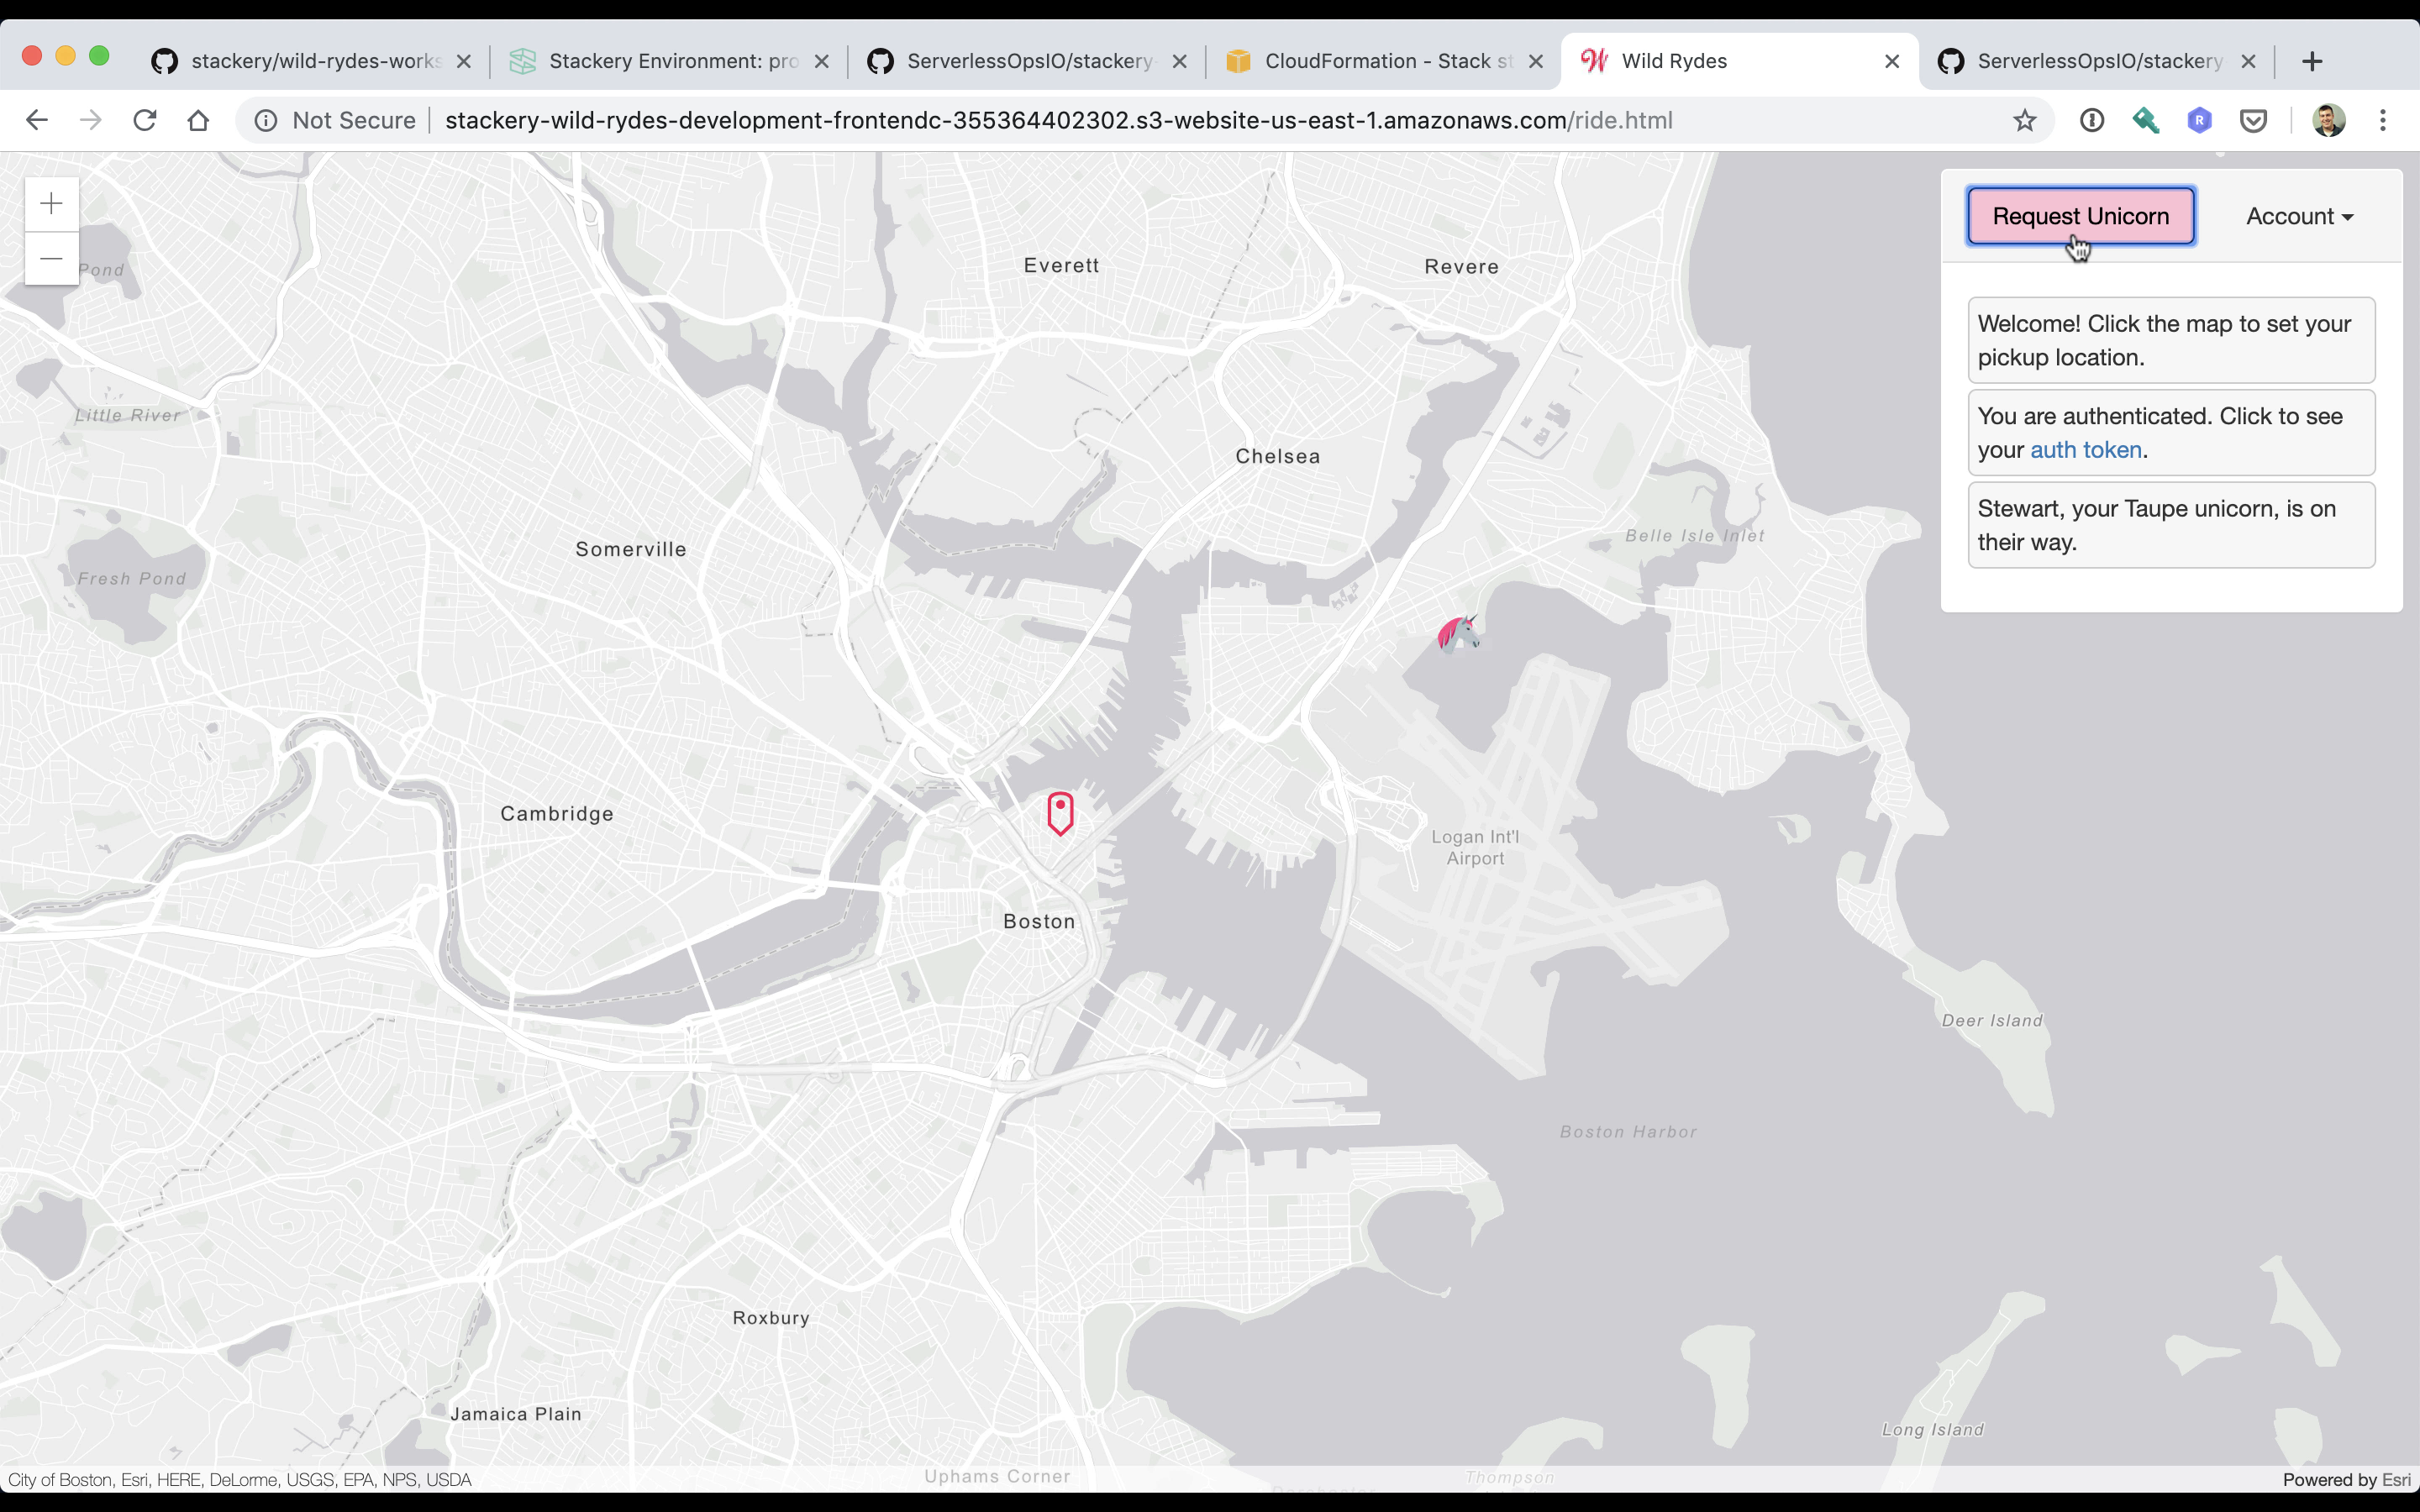 stackery/wild-rydes-works
Stackery Environment: pro
ServerlessOpsIO/stackery
CloudFormation - Stack st
Wild Rydes
ServerlessOpsIO/stackery
Not Secure
stackery-wild-rydes-development-frontendc-355364402302.s3-website-us-east-1.amazonaws.com/ride.html
R
Request Unicorn
Account
Welcome! Click the map to set your
pickup location.
You are authenticated. Click to see
your auth token.
Stewart, your Taupe unicorn, is on
their way.
Pond
Everett
Revere
Little River
Chelsea
Belle Isle Inlet
Somerville
Fresh Pond
Cambridge
Logan Int'l
Airport
Boston
Deer Island
Boston Harbor
Roxbury
Jamaica Plain
Long Island
Uphams Corner
Thompson
City of Boston, Esri, HERE, DeLorme, USGS, EPA, NPS, USDA
Powered by Esri